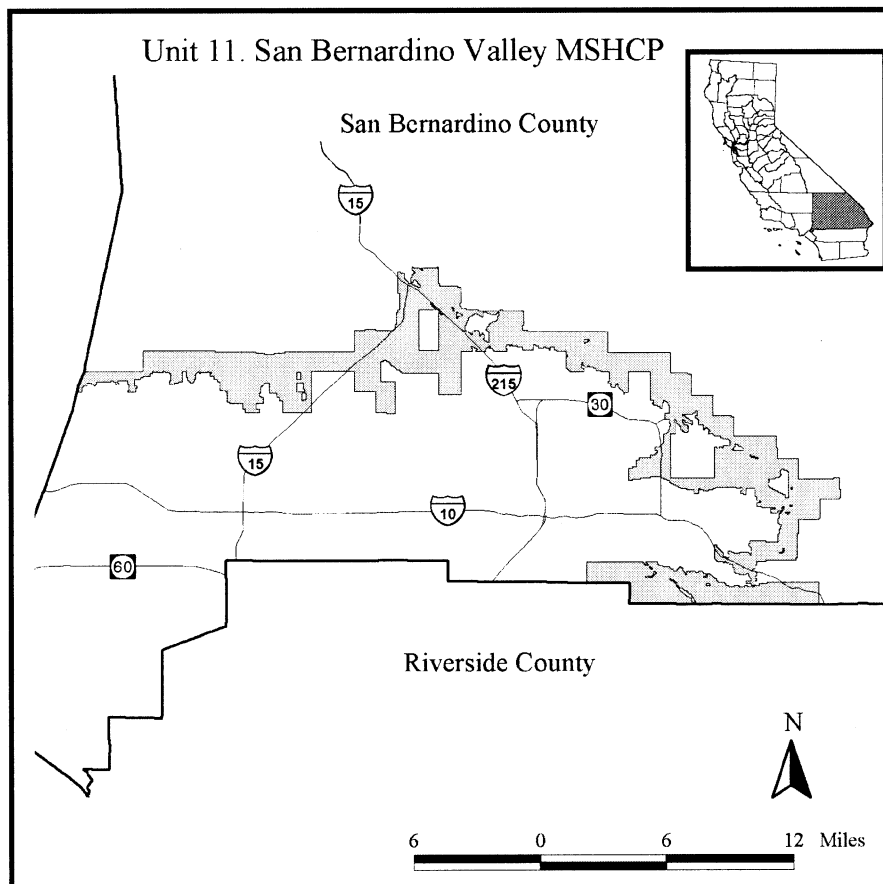 Unit 11. San Bernardino Valley MSHCP
San Bernardino County
15
215
30
15
10
60
Riverside County
N
6 0 6 12 Miles